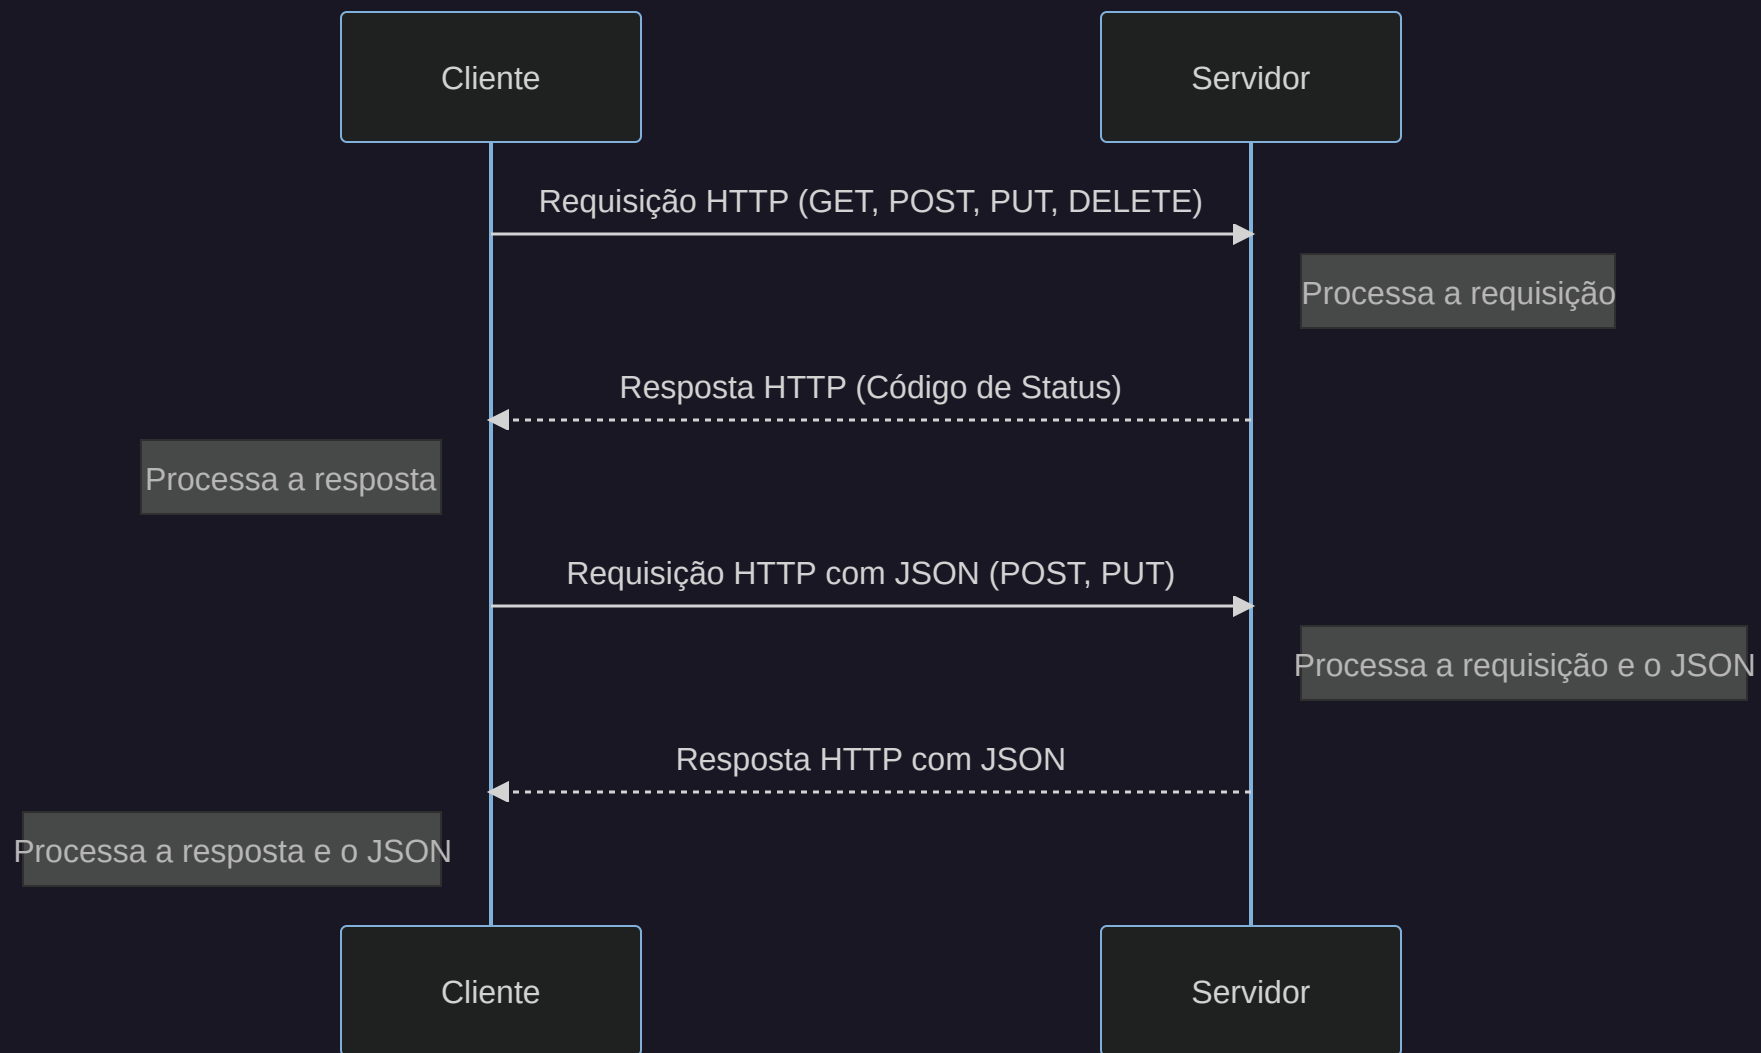 Cliente
Servidor
Requisição HTTP (GET, POST, PUT, DELETE)
Processa a requisição
Resposta HTTP (Código de Status)
Processa a resposta
Requisição HTTP com JSON (POST, PUT)
Processa a requisição e o JSON
Resposta HTTP com JSON
Processa a resposta e o JSON
Cliente
Servidor